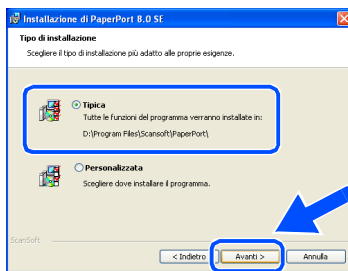 Installazione di PaperPort 8.0 SE
Tipo di installazione
Scegliere il tipo di installazione più adatto alle proprie esigenze.
Tipica
Tutte le funzioni del programma verranno installate in:
D:\Program Files\Scansoft\PaperPort\
Personalizzata
Scegliere dove installare il programma.
ScanSoft
< Indietro
Avanti >
Annulla